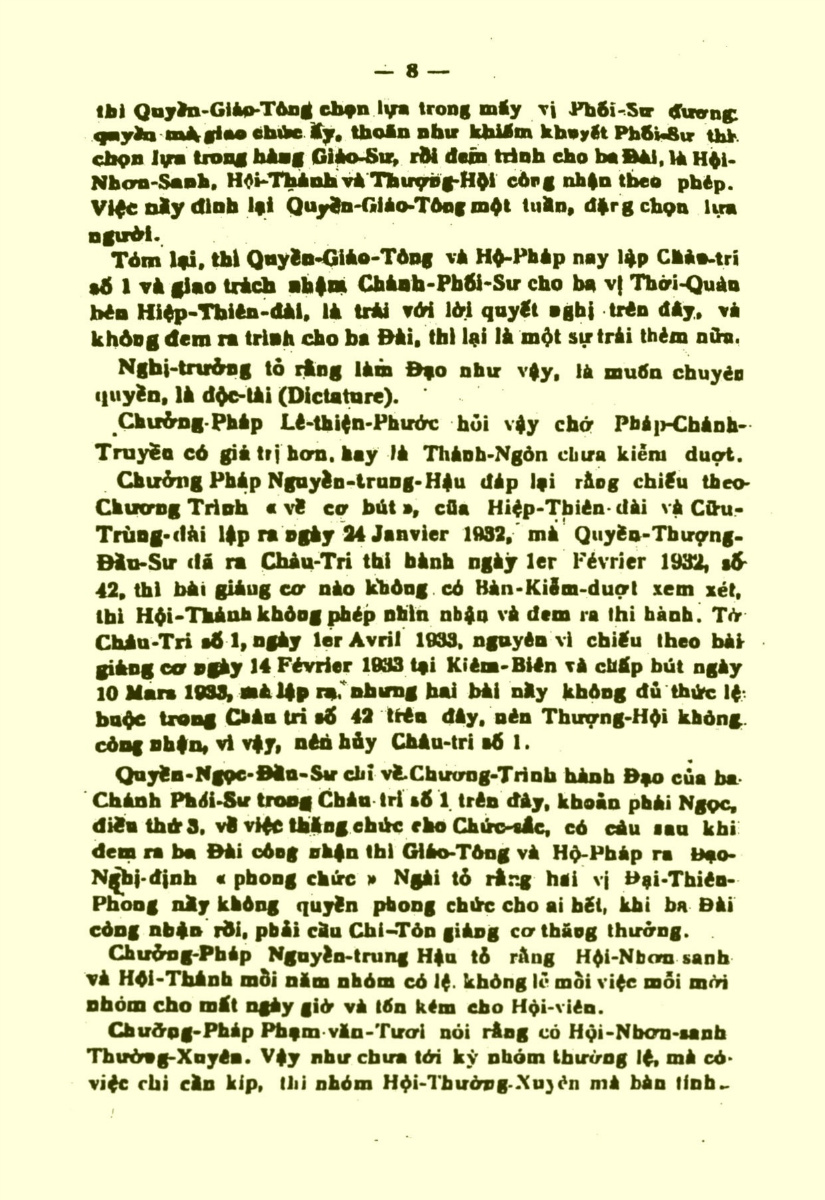 — 8 —
thì Quyền-Giáo-Tông chọn lựa trong mấy vị Phối-Sư đương
quyền mà giao chức ấy, thoản như khiếm khuyết Phối-Sư thì
chọn lựa trong hàng Giáo-Sư, rồi đem trình cho ba Đài, là Hội-
Nhơn-Sanh, Hội-Thánh và Thượng-Hội công nhận theo phép.
Việc nầy đình lại Quyền-Giáo-Tông một tuần, đặng chọn lựa
người.
Tóm lại, thì Quyền-Giáo-Tông và Hộ-Pháp nay lập Châu-tri
số 1 và giao trách nhậm Chánh-Phối-Sư cho ba vị Thời-Quân
bên Hiệp-Thiên-đài, là trái với lời quyết nghị trên đây, và
không đem ra trình cho ba Đài, thì lại là một sự trái thêm nữa.
Nghị-trưởng tỏ rằng làm Đạo như vậy, là muốn chuyên
quyền, là độc-tài (Dictature).
Chưởng-Pháp Lê-thiện-Phước hỏi vậy chớ Pháp-Chánh-
Truyền có giá trị hơn, hay là Thánh-Ngôn chưa kiểm duợt.
Chưởng Pháp Nguyễn-trung-Hậu đáp lại rằng chiếu theo
Chương Trình « về cơ bút », của Hiệp-Thiên-đài và Cữu-
Trùng-đài lập ra ngày 24 Janvier 1932, mà Quyền-Thượng-
Đầu-Sư đã ra Châu-Tri thi hành ngày 1er Février 1932, số
42, thì bài giáng cơ nào không có Bàn-Kiểm-duợt xem xét,
thì Hội-Thánh không phép nhìn nhận và đem ra thi hành. Tờ
Châu-Tri số 1, ngày 1er Avril 1933, nguyên vì chiếu theo bài
giáng cơ ngày 14 Février 1933 tại Kiêm-Biên và chấp bút ngày
10 Mars 1933, mà lập ra, nhưng hai bài nầy không đủ thức lệ
buộc trong Châu tri số 42 trên đây, nên Thượng-Hội không
công nhận, vì vậy, nên hủy Châu-tri số 1.
Quyền-Ngọc-Đầu-Sư chỉ về Chương-Trình hành Đạo của ba
Chánh Phối-Sư trong Châu tri số 1 trên đây, khoản phái Ngọc,
điều thứ 3, về việc thăng chức cho Chức-sắc, có câu sau khi
đem ra ba Đài công nhận thì Giáo-Tông và Hộ-Pháp ra Đạo-
Nghị-định « phong chức » Ngài tỏ rằng hai vị Đại-Thiên-
Phong nầy không quyền phong chức cho ai hết, khi ba Đài
công nhận rồi, phải cầu Chí-Tôn giáng cơ thăng thưởng.
Chưởng-Pháp Nguyễn-trung Hậu tỏ rằng Hội-Nhơn sanh
và Hội-Thánh mỗi năm nhóm có lệ, không lẽ mỗi việc mỗi mời
nhóm cho mất ngày giờ và tốn kém cho Hội-viên.
Chưởng-Pháp Phạm-văn-Tươi nói rằng có Hội-Nhơn-sanh
Thường-Xuyên. Vậy như chưa tới kỳ nhóm thường lệ, mà có
việc chi cần kíp, thì nhóm Hội-Thường-Xuyên mà bàn tính.